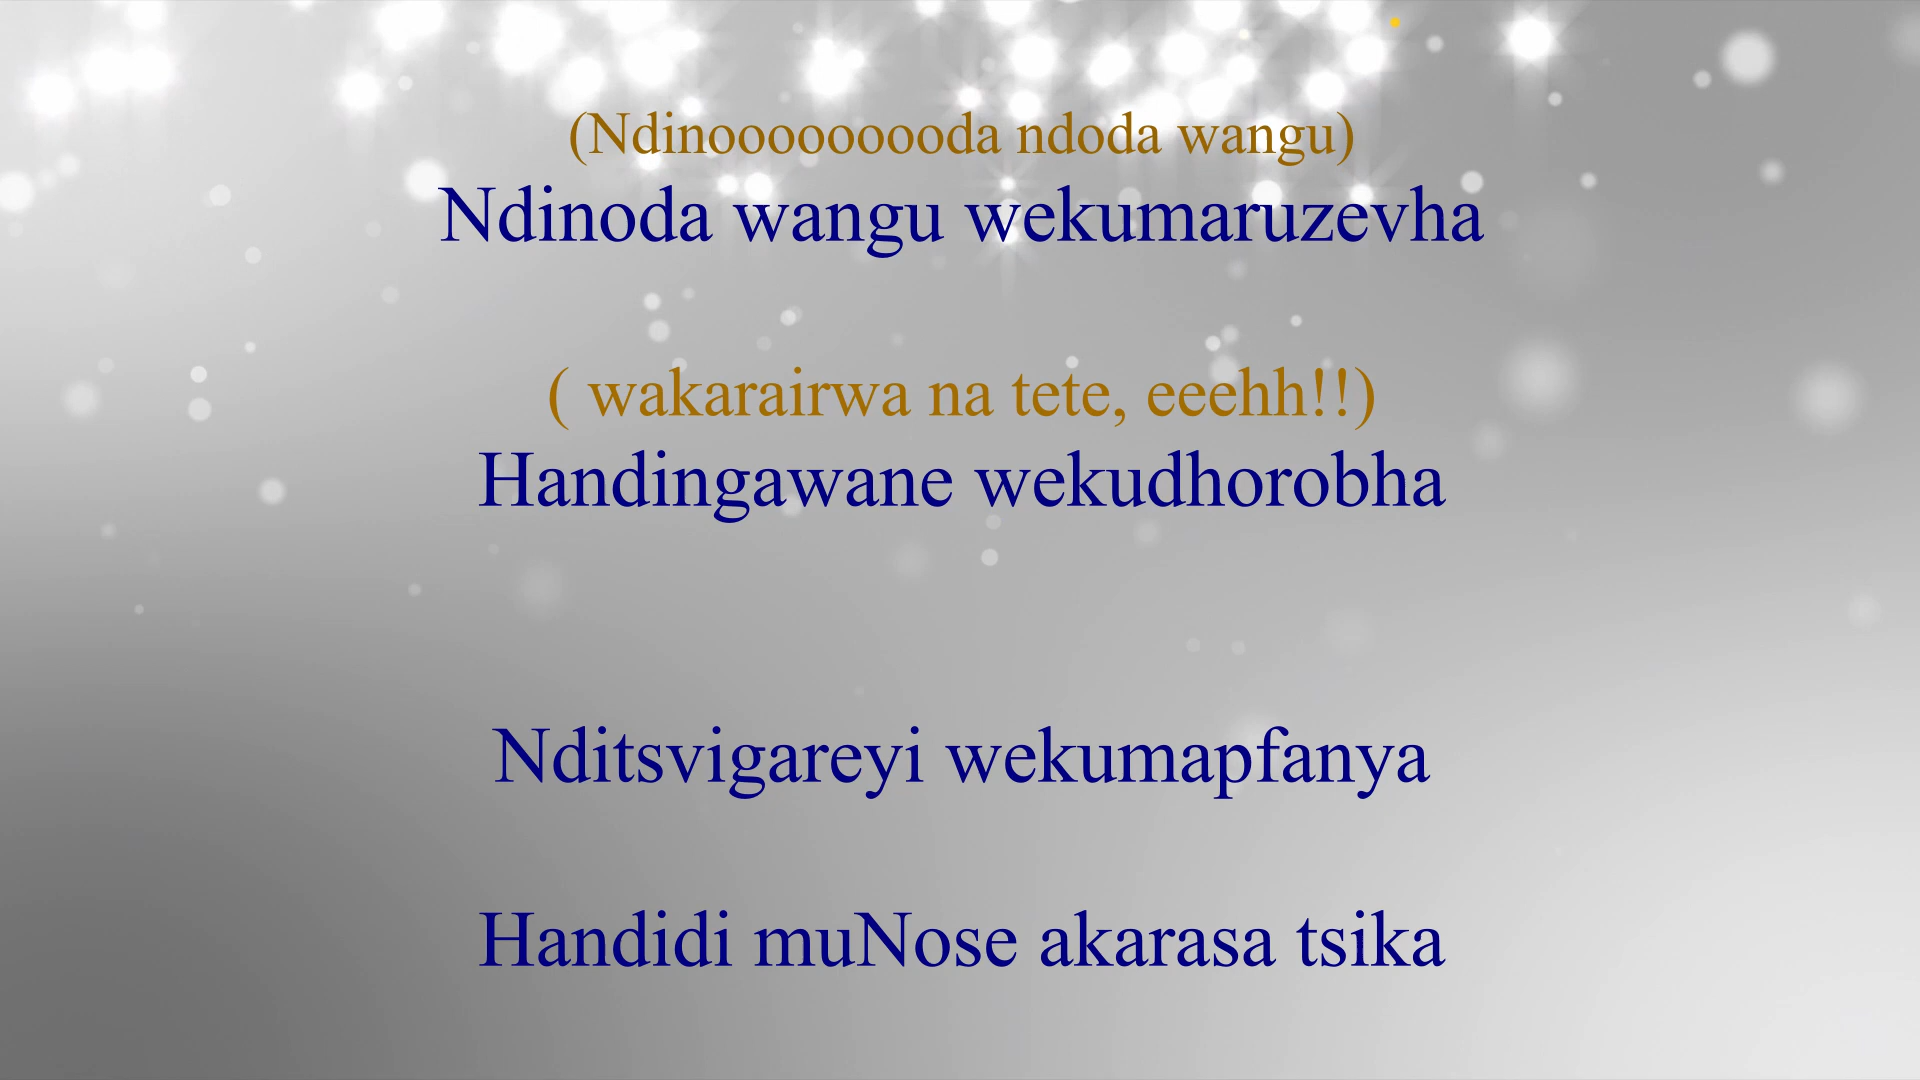 (Ndinooooooooda ndoda wangu)
Ndinoda wangu wekumaruzevha
( wakarairwa na tete, eeehh!!)
Handingawane wekudhorobha
Nditsvigareyi wekumapfanya
Handidi muNose akarasa tsika